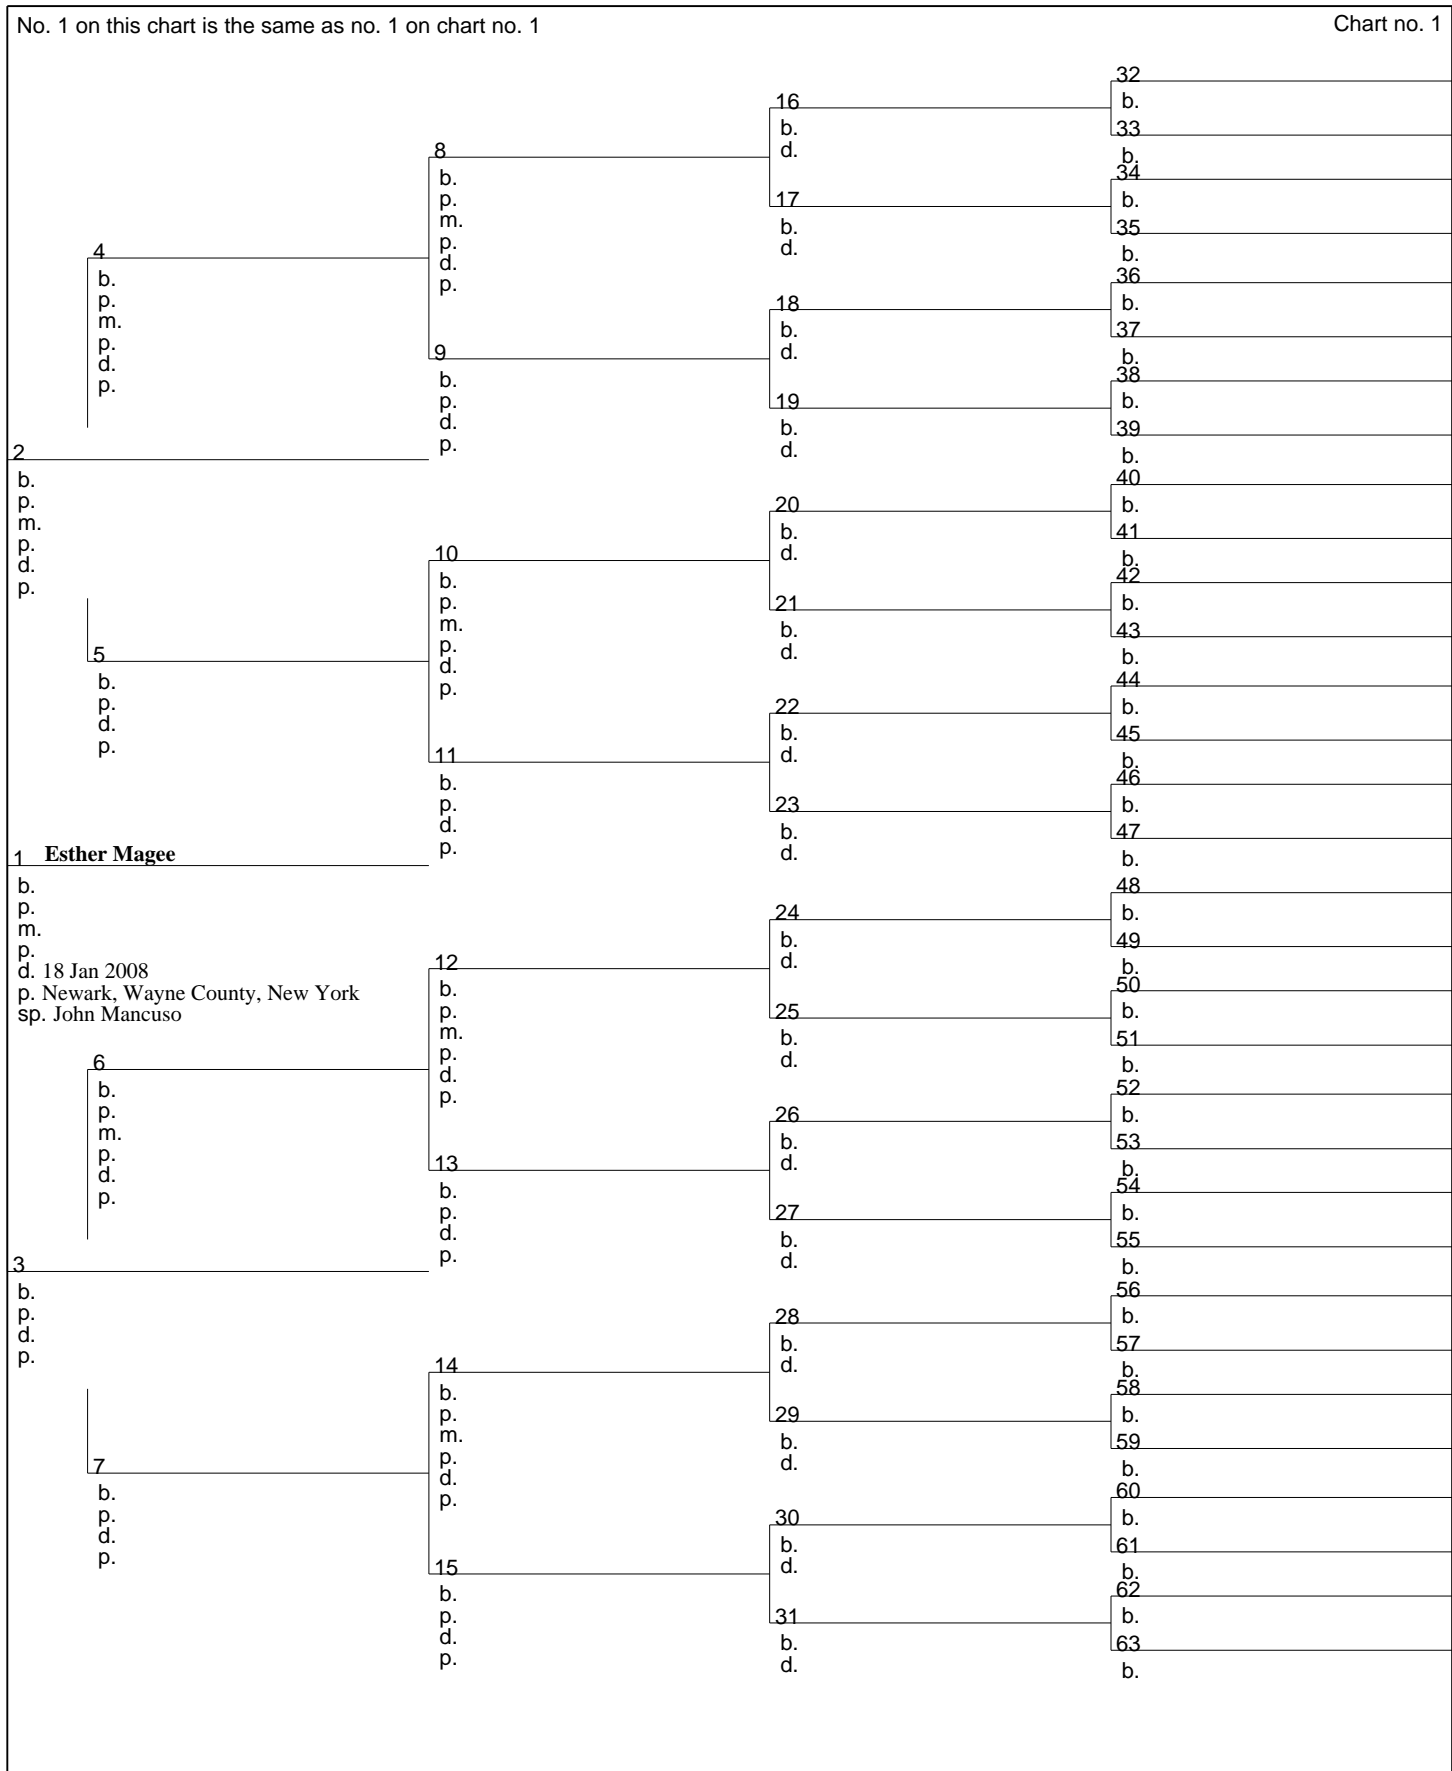 No. 1 on this chart is the same as no. 1 on chart no. 1
Chart no. 1
2
b.
p.
m.
p.
d.
p.
1 Esther Magee
b.
p.
m.
p.
d. 18 Jan 2008
p. Newark, Wayne County, New York
sp. John Mancuso
3
b.
p.
d.
p.
4
b.
p.
m.
p.
d.
p.
5
b.
p.
d.
p.
6
b.
p.
m.
p.
d.
p.
7
b.
p.
d.
p.
8
b.
p.
m.
p.
d.
p.
9
b.
p.
d.
p.
10
b.
p.
m.
p.
d.
p.
11
b.
p.
d.
p.
12
b.
p.
m.
p.
d.
p.
13
b.
p.
d.
p.
14
b.
p.
m.
p.
d.
p.
15
b.
p.
d.
p.
16
b.
d.
17
b.
d.
18
b.
d.
19
b.
d.
20
b.
d.
21
b.
d.
22
b.
d.
23
b.
d.
24
b.
d.
25
b.
d.
26
b.
d.
27
b.
d.
28
b.
d.
29
b.
d.
30
b.
d.
31
b.
d.
32
b.
33
b.
34
b.
35
b.
36
b.
37
b.
38
b.
39
b.
40
b.
41
b.
42
b.
43
b.
44
b.
45
b.
46
b.
47
b.
48
b.
49
b.
50
b.
51
b.
52
b.
53
b.
54
b.
55
b.
56
b.
57
b.
58
b.
59
b.
60
b.
61
b.
62
b.
63
b.